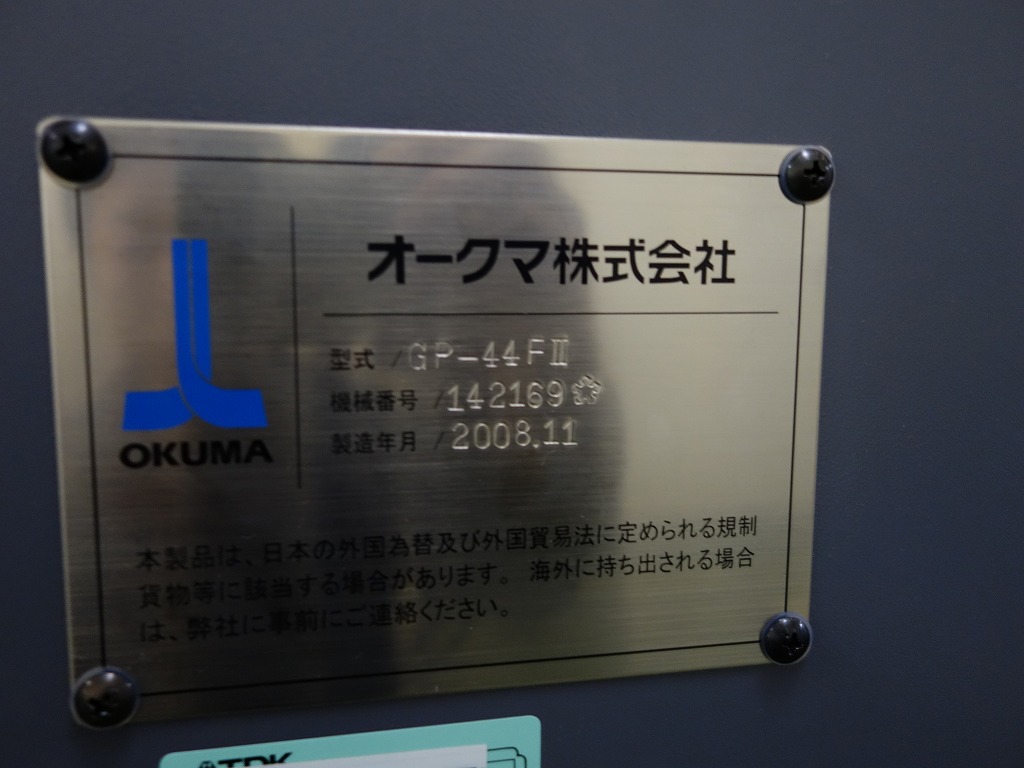 オークマ株式会社
OKUMA
型式 / GP-44FⅡ
機械番号 / 142169
製造年月 / 2008.11
本製品は、日本の外国為替及び外国貿易法に定められる規制
貨物等に該当する場合があります。 海外に持ち出される場合
は、弊社に事前にご連絡ください。
TDK